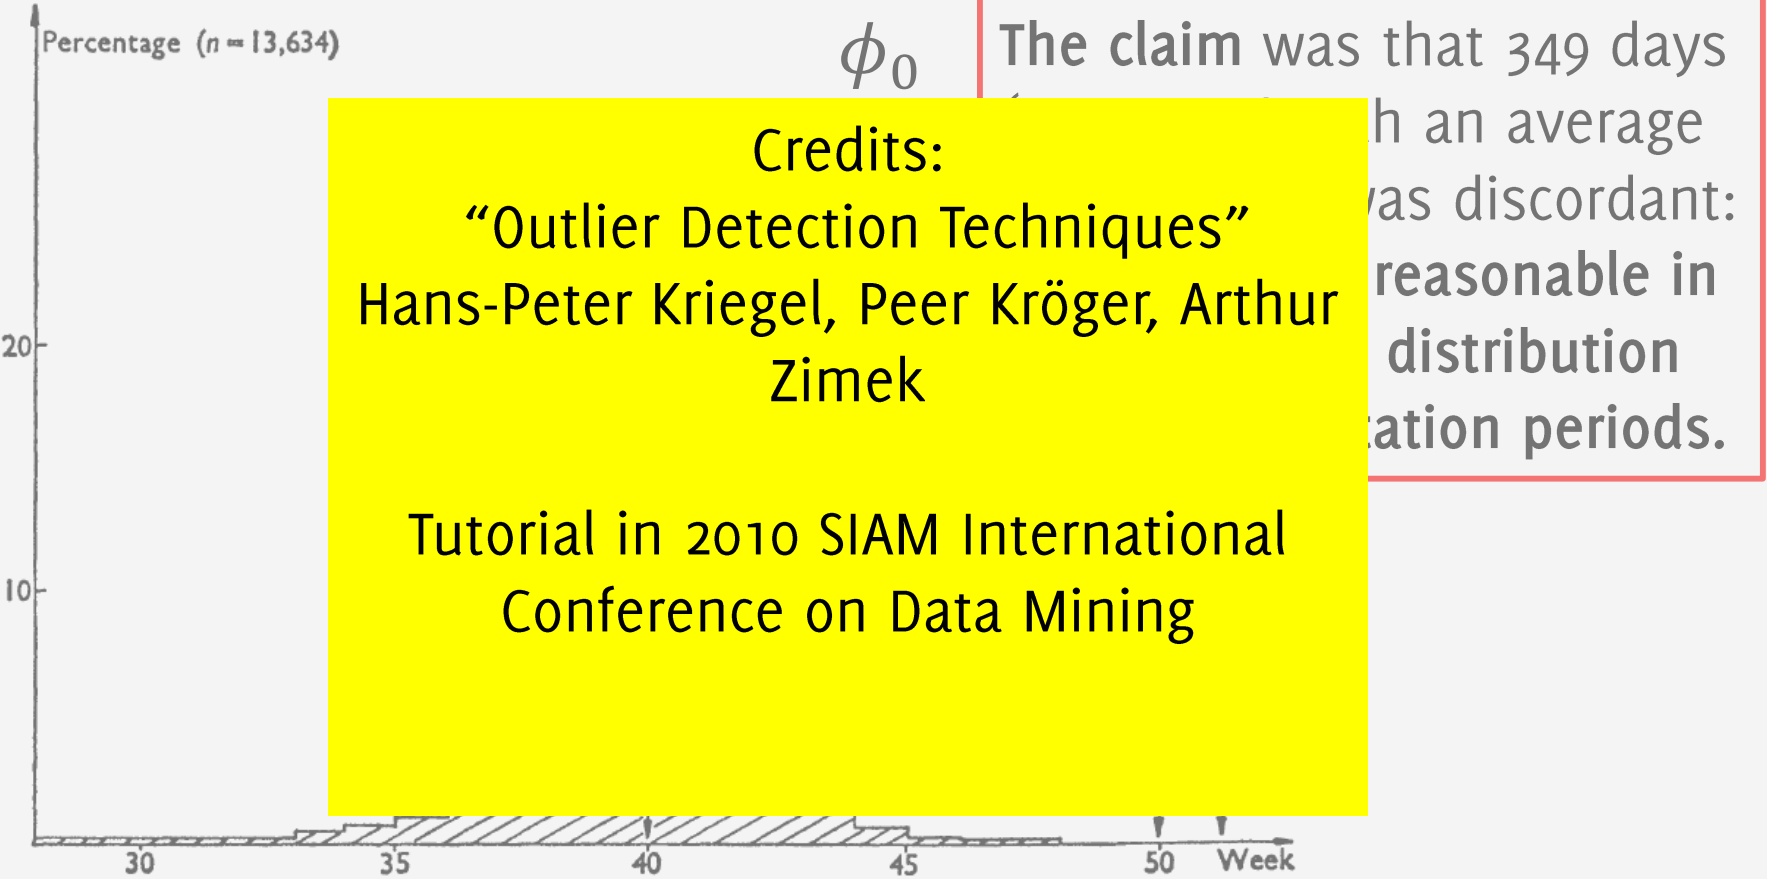 Percentage (n = 13,634)
ϕ0
The claim was that 349 days
h an average
as discordant:
reasonable in
distribution
ation periods.
Credits:
“Outlier Detection Techniques”
Hans-Peter Kriegel, Peer Kröger, Arthur
Zimek
Tutorial in 2010 SIAM International
Conference on Data Mining
20
10
30 35 40 45 50 Week